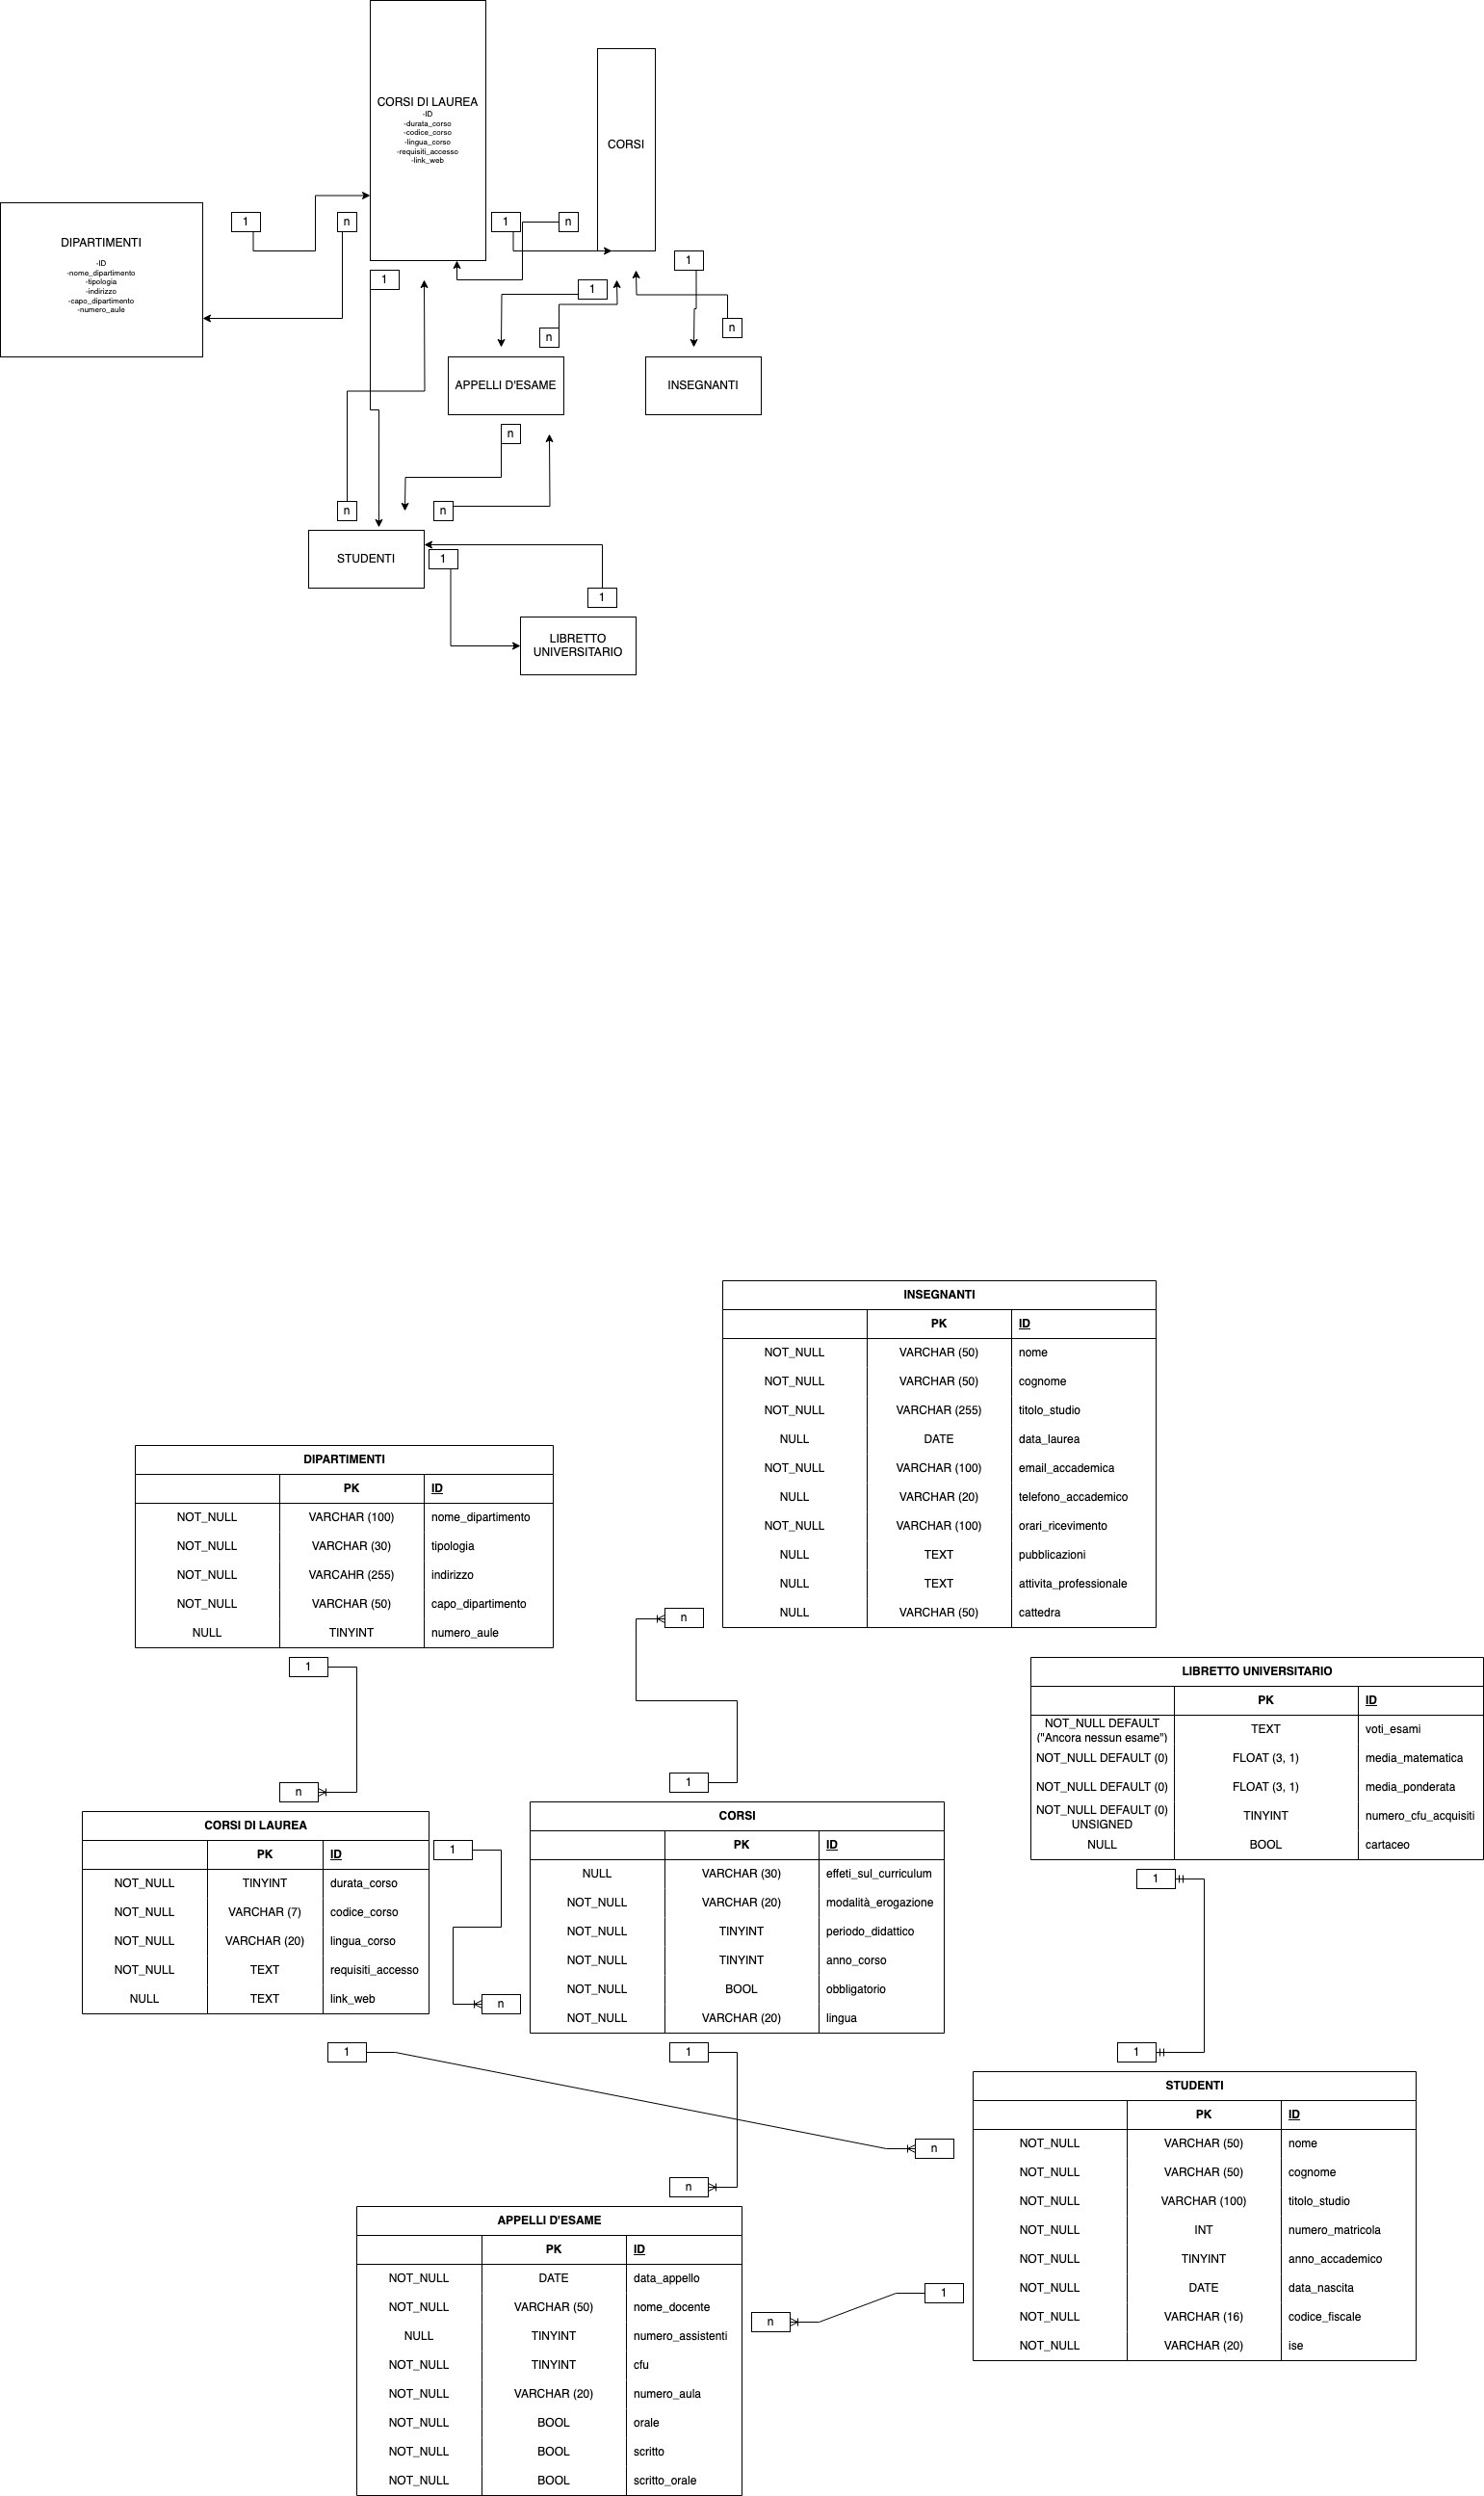 CORSI DI LAUREA
-ID
-durata_corso
-codice_corso
-lingua_corso
-requisiti_accesso
-link_web
CORSI
DIPARTIMENTI
-ID
-nome_dipartimento
-tipologia
-indirizzo
-capo_dipartimento
-numero_aule
1
n
1
n
1
1
1
n
n
APPELLI D'ESAME
INSEGNANTI
n
n
n
STUDENTI
1
1
LIBRETTO
UNIVERSITARIO
INSEGNANTI
PK ID
NOT_NULL VARCHAR (50) nome
NOT_NULL VARCHAR (50) cognome
NOT_NULL VARCHAR (255) titolo_studio
NULL DATE data_laurea
NOT_NULL VARCHAR (100) email_accademica
NULL VARCHAR (20) telefono_accademico
NOT_NULL VARCHAR (100) orari_ricevimento
NULL TEXT pubblicazioni
NULL TEXT attivita_professionale
NULL VARCHAR (50) cattedra
DIPARTIMENTI
PK ID
NOT_NULL VARCHAR (100) nome_dipartimento
NOT_NULL VARCHAR (30) tipologia
NOT_NULL VARCAHR (255) indirizzo
NOT_NULL VARCHAR (50) capo_dipartimento
NULL TINYINT numero_aule
n
1
LIBRETTO UNIVERSITARIO
PK ID
NOT_NULL DEFAULT
("Ancora nessun esame") TEXT voti_esami
NOT_NULL DEFAULT (0) FLOAT (3, 1) media_matematica
NOT_NULL DEFAULT (0) FLOAT (3, 1) media_ponderata
NOT_NULL DEFAULT (0)
UNSIGNED TINYINT numero_cfu_acquisiti
NULL BOOL cartaceo
1
n
CORSI DI LAUREA
PK ID
NOT_NULL TINYINT durata_corso
NOT_NULL VARCHAR (7) codice_corso
NOT_NULL VARCHAR (20) lingua_corso
NOT_NULL TEXT requisiti_accesso
NULL TEXT link_web
1
n
CORSI
PK ID
NULL VARCHAR (30) effeti_sul_curriculum
NOT_NULL VARCHAR (20) modalità_erogazione
NOT_NULL TINYINT periodo_didattico
NOT_NULL TINYINT anno_corso
NOT_NULL BOOL obbligatorio
NOT_NULL VARCHAR (20) lingua
1
1
1
1
n
n
STUDENTI
PK ID
NOT_NULL VARCHAR (50) nome
NOT_NULL VARCHAR (50) cognome
NOT_NULL VARCHAR (100) titolo_studio
NOT_NULL INT numero_matricola
NOT_NULL TINYINT anno_accademico
NOT_NULL DATE data_nascita
NOT_NULL VARCHAR (16) codice_fiscale
NOT_NULL VARCHAR (20) ise
APPELLI D'ESAME
PK ID
NOT_NULL DATE data_appello
NOT_NULL VARCHAR (50) nome_docente
NULL TINYINT numero_assistenti
NOT_NULL TINYINT cfu
NOT_NULL VARCHAR (20) numero_aula
NOT_NULL BOOL orale
NOT_NULL BOOL scritto
NOT_NULL BOOL scritto_orale
1
n